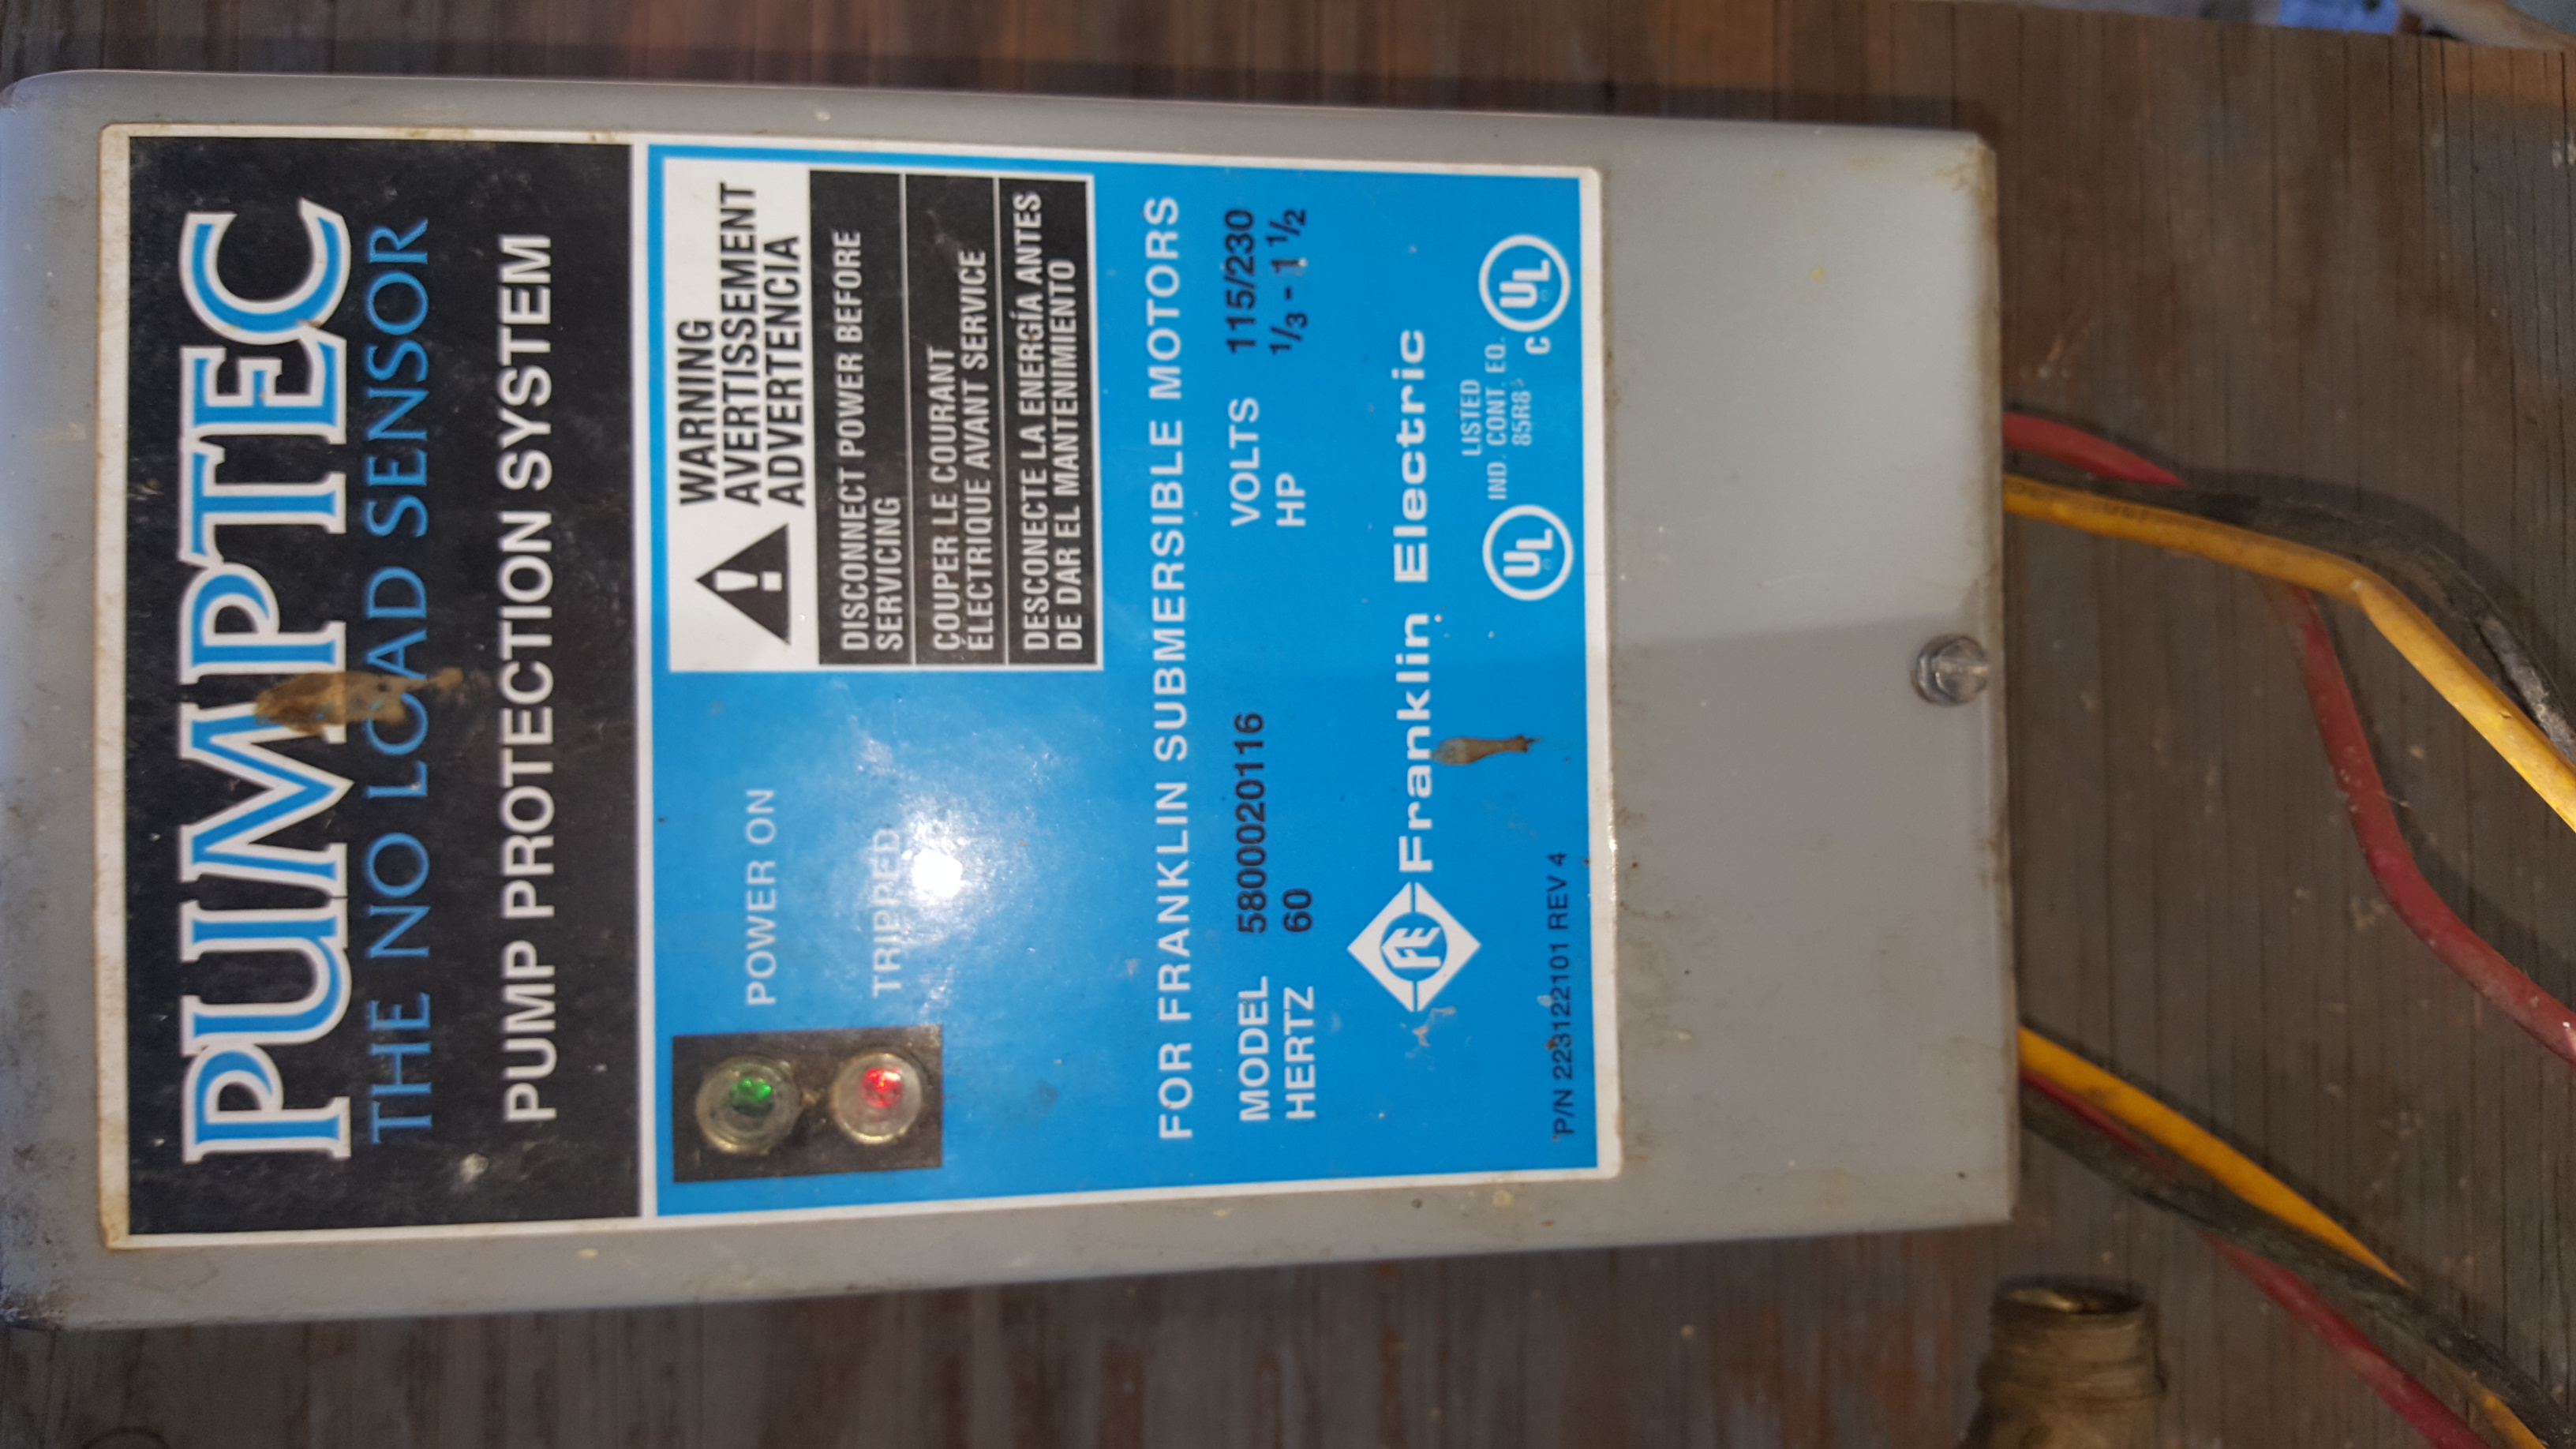 PUMPTEC
THE NO LOAD SENSOR
PUMP PROTECTION SYSTEM
POWER ON
TRIPPED
WARNING
AVERTISSEMENT
ADVERTENCIA
DISCONNECT POWER BEFORE
SERVICING
COUPER LE COURANT
ÉLECTRIQUE AVANT SERVICE
DESCONECTE LA ENERGÍA ANTES
DE DAR EL MANTENIMIENTO
FOR FRANKLIN SUBMERSIBLE MOTORS
MODEL 5800020116 VOLTS 115/230
HERTZ 60 HP 1/3 - 1 1/2
FE Franklin Electric
UL
LISTED
IND. CONT. EQ.
85R8
C UL
P/N 223122101 REV 4